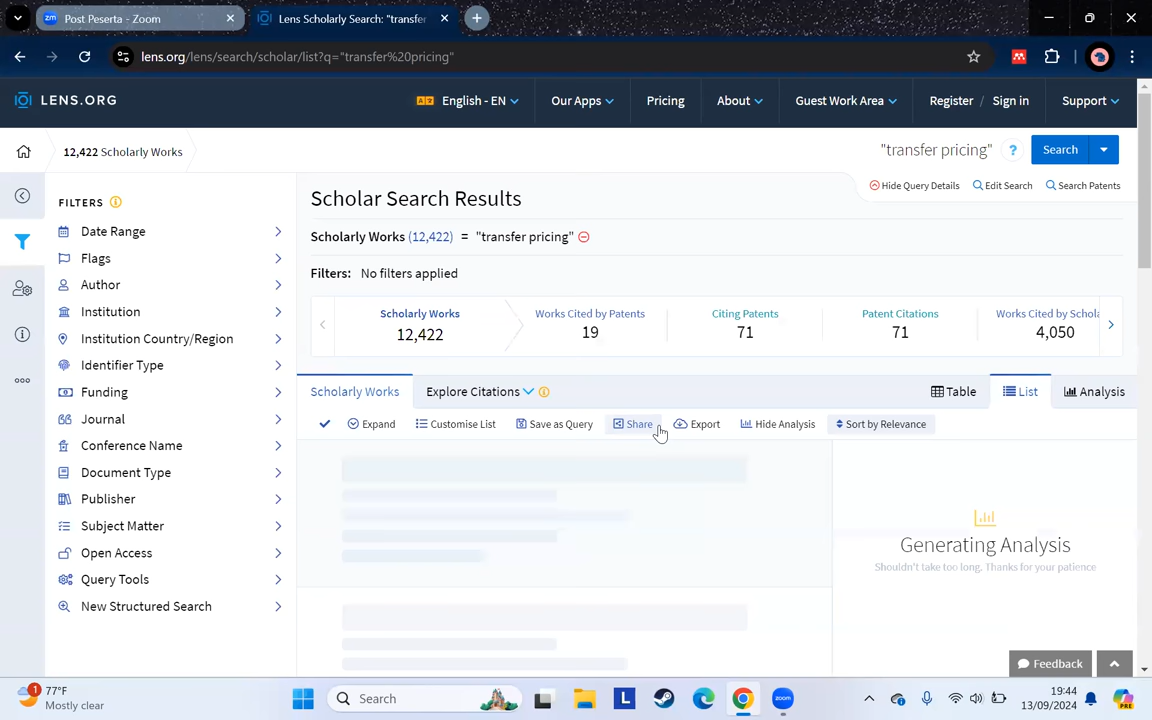 zm Post Peserta - Zoom
Lens Scholarly Search: "transfer
lens.org/lens/search/scholar/list?q="transfer%20pricing"
LENS.ORG
English - EN
Our Apps
Pricing
About
Guest Work Area
Register / Sign in
Support
12,422 Scholarly Works
"transfer pricing"
?
Search
Hide Query Details
Edit Search
Search Patents
FILTERS
Date Range
Flags
Author
Institution
Institution Country/Region
Identifier Type
Funding
Journal
Conference Name
Document Type
Publisher
Subject Matter
Open Access
Query Tools
New Structured Search
Scholar Search Results
Scholarly Works (12,422) = "transfer pricing"
Filters: No filters applied
Scholarly Works
12,422
Works Cited by Patents
19
Citing Patents
71
Patent Citations
71
Works Cited by Schola
4,050
Scholarly Works
Explore Citations
Table
List
Analysis
Expand
Customise List
Save as Query
Share
Export
Hide Analysis
Sort by Relevance
Generating Analysis
Shouldn't take too long. Thanks for your patience
Feedback
1
77°F
Mostly clear
Search
L
zoom
19:44
13/09/2024
PRE